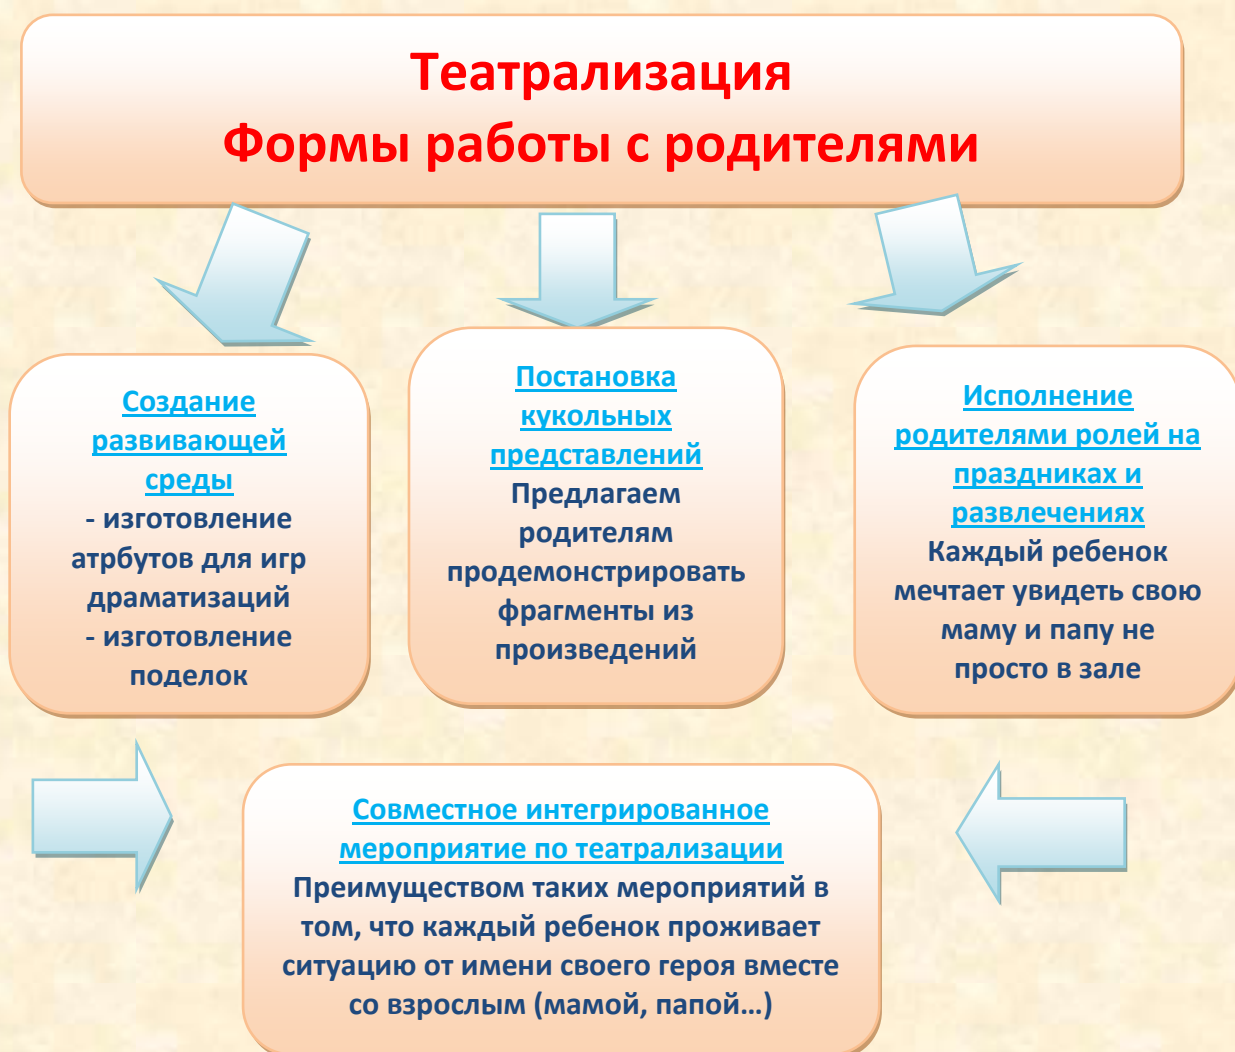 Театрализация
Формы работы с родителями
Создание
развивающей
среды
- изготовление
атрбутов для игр
драматизаций
- изготовление
поделок
Постановка
кукольных
представлений
Предлагаем
родителям
продемонстрировать
фрагменты из
произведений
Исполнение
родителями ролей на
праздниках и
развлечениях
Каждый ребенок
мечтает увидеть свою
маму и папу не
просто в зале
Совместное интегрированное
мероприятие по театрализации
Преимуществом таких мероприятий в
том, что каждый ребенок проживает
ситуацию от имени своего героя вместе
со взрослым (мамой, папой...)